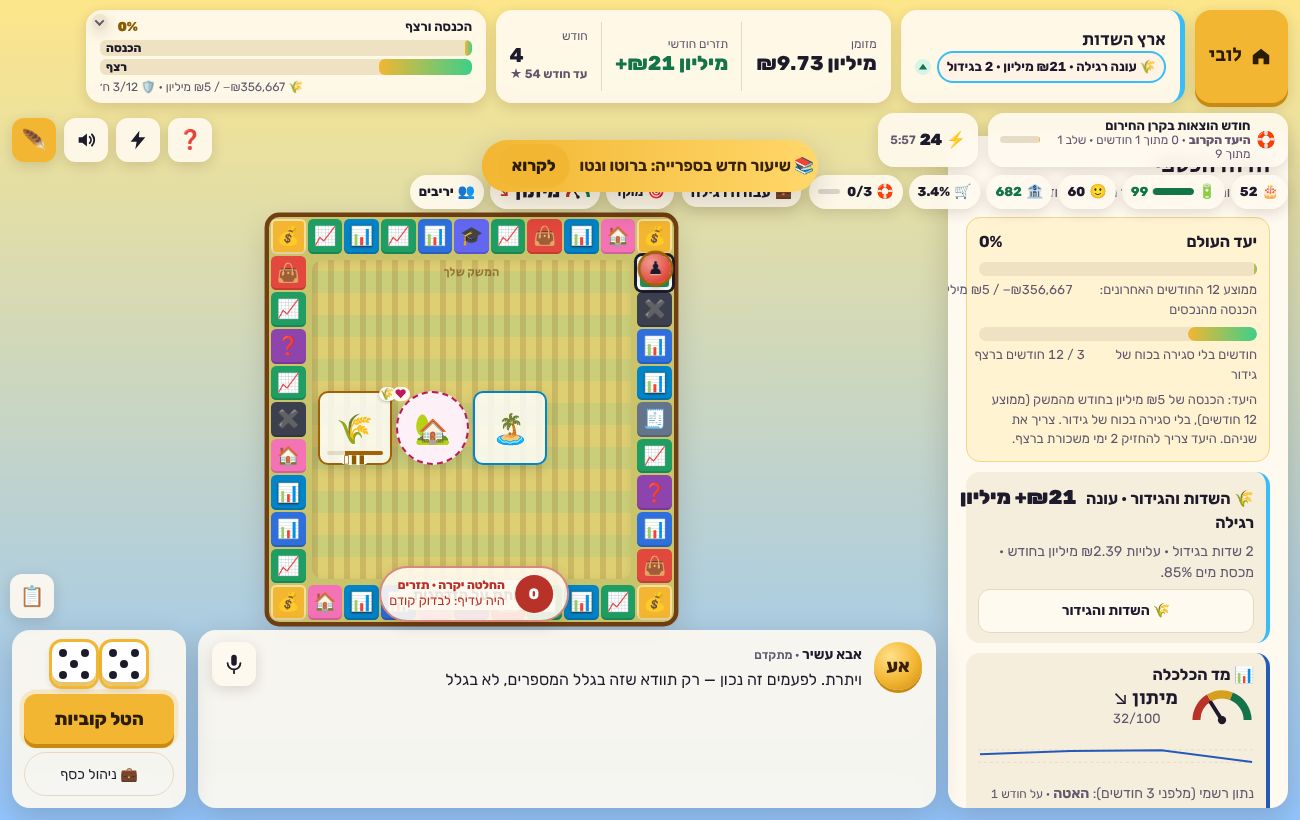 לובי
ארץ השדות
🌾 עונה רגילה · ₪21 מיליון · 2 בגידול
מזומן
₪9.73 מיליון
תזרים חודשי
+₪21 מיליון
חודש
4
עד חודש 54 ★
הכנסה ורצף
0%
הכנסה
רצף
🌾 ₪356,667− / ₪5 מיליון · 🛡️ 3/12 ח׳
חודש הוצאות בקרן החירום
היעד הקרוב · 0 מתוך 1 חודשים · שלב 1
מתוך 9
⚡ 24 5:57
❓
📚 שיעור חדש בספרייה: ברוטו ונטו
לקרוא
🎂 52
🔋 99
🙂 60
🏦 682
🛒 3.4%
🛟 0/3
👥 יריבים
יעד העולם
0%
ממוצע 12 החודשים האחרונים:
הכנסה מהנכסים
₪356,667− / ₪5
חודשים בלי סגירה בכוח של
גידור
3 / 12 חודשים ברצף
היעד: הכנסה של ₪5 מיליון בחודש מהמשק (ממוצע
12 חודשים), בלי סגירה בכוח של גידור. צריך את
שניהם. היעד צריך להחזיק 2 ימי משכורת ברצף.
🌾 השדות והגידור · עונה
רגילה
+₪21 מיליון
2 שדות בגידול · עלויות ₪2.39 מיליון בחודש ·
מכסת מים 85%.
🌾 השדות והגידור
📊 מד הכלכלה
מיתון ↘
32/100
נתון רשמי (מלפני 3 חודשים): האטה · על חודש 1
המשק שלך
0
החלטה יקרה · תזרים
היה עדיף: לבדוק קודם
אע
אבא עשיר · מתקדם
ויתרת. לפעמים זה נכון — רק תוודא שזה בגלל המספרים, לא בגלל
הטל קוביות
💼 ניהול כסף